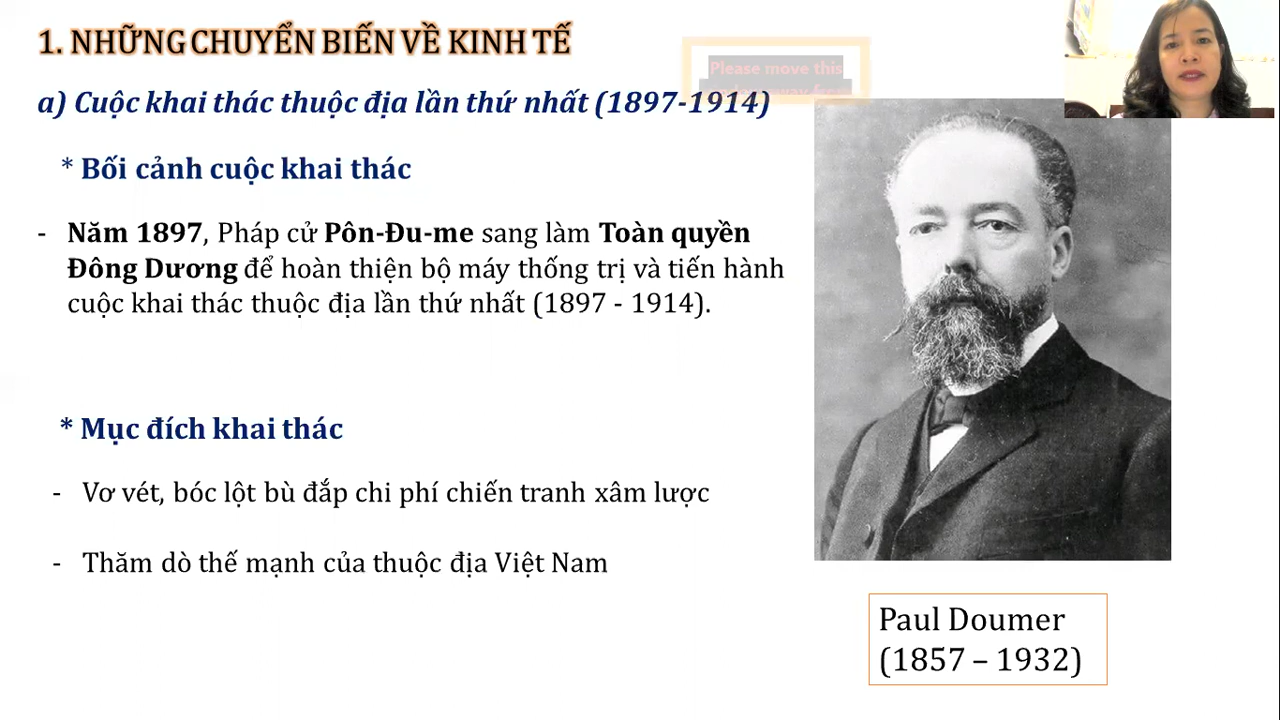 1. NHỮNG CHUYỂN BIẾN VỀ KINH TẾ
Please move this
a) Cuộc khai thác thuộc địa lần thứ nhất (1897-1914)
* Bối cảnh cuộc khai thác
- Năm 1897, Pháp cử Pôn-Đu-me sang làm Toàn quyền
Đông Dương để hoàn thiện bộ máy thống trị và tiến hành
cuộc khai thác thuộc địa lần thứ nhất (1897 - 1914).
* Mục đích khai thác
- Vơ vét, bóc lột bù đắp chi phí chiến tranh xâm lược
- Thăm dò thế mạnh của thuộc địa Việt Nam
Paul Doumer
(1857 – 1932)